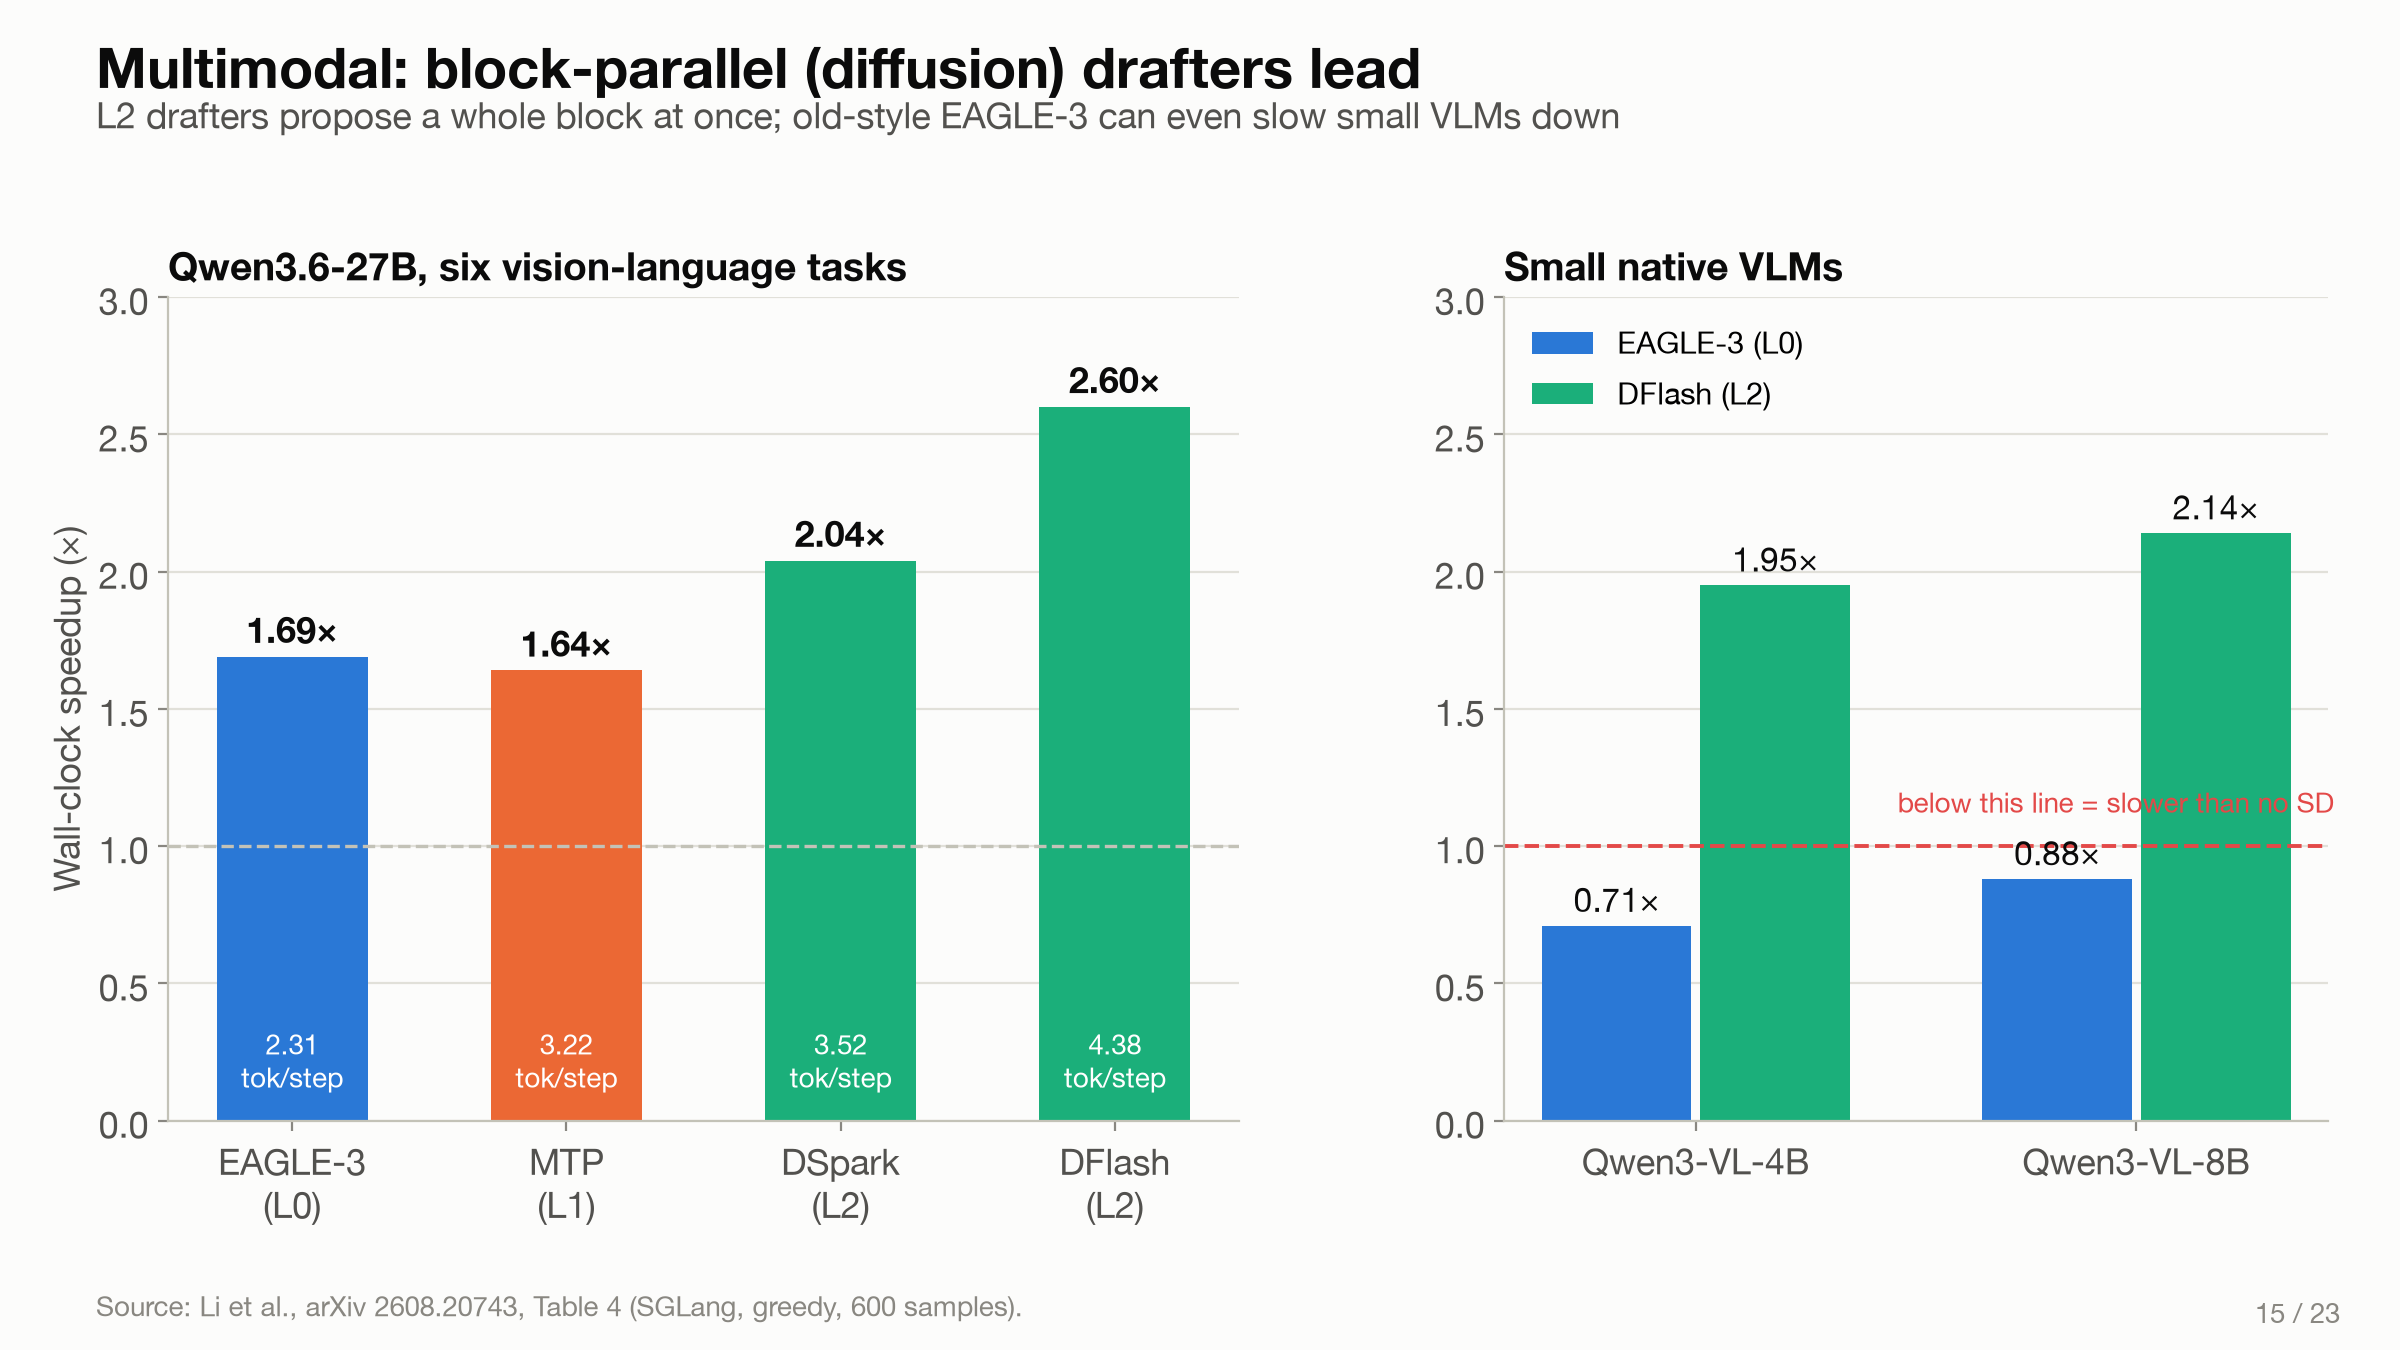 Multimodal: block-parallel (diffusion) drafters lead
L2 drafters propose a whole block at once; old-style EAGLE-3 can even slow small VLMs down
Qwen3.6-27B, six vision-language tasks
Wall-clock speedup (×)
3.0
2.5
2.0
1.5
1.0
0.5
0.0
1.69×
1.64×
2.04×
2.60×
2.31
tok/step
3.22
tok/step
3.52
tok/step
4.38
tok/step
EAGLE-3
(L0)
MTP
(L1)
DSpark
(L2)
DFlash
(L2)
Small native VLMs
3.0
2.5
2.0
1.5
1.0
0.5
0.0
EAGLE-3 (L0)
DFlash (L2)
0.71×
1.95×
0.88×
2.14×
below this line = slower than no SD
Qwen3-VL-4B
Qwen3-VL-8B
Source: Li et al., arXiv 2608.20743, Table 4 (SGLang, greedy, 600 samples).
15 / 23